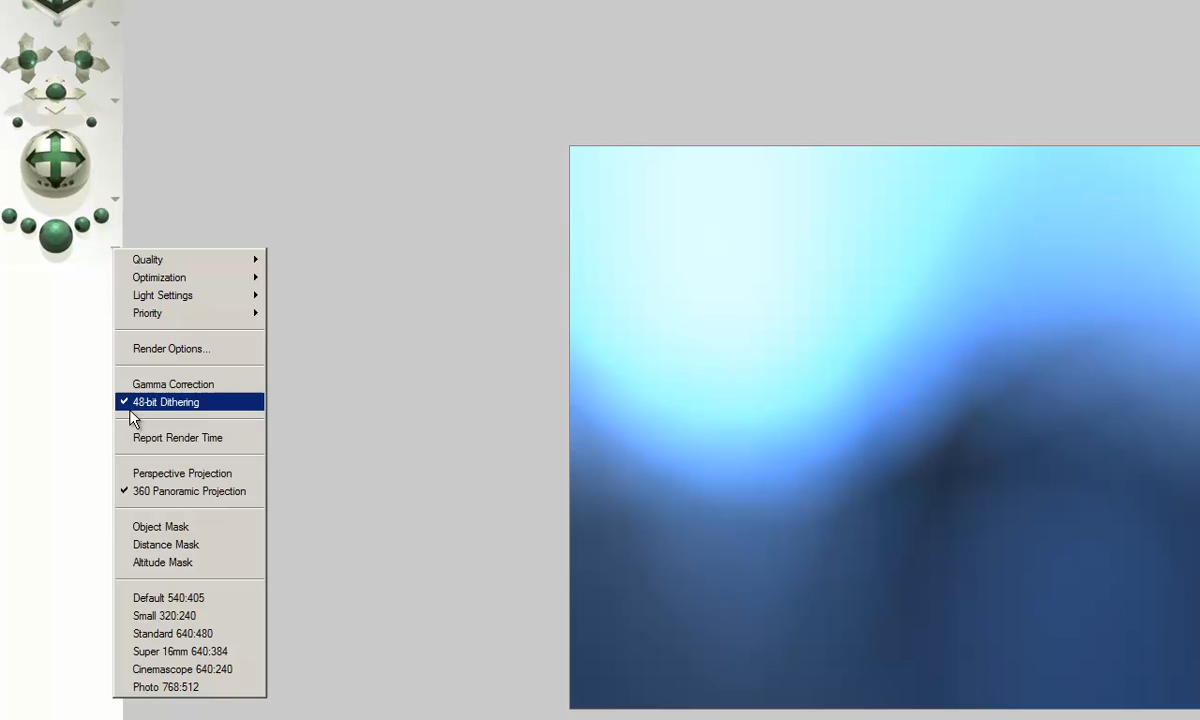 Quality
Optimization
Light Settings
Priority
Render Options...
Gamma Correction
48-bit Dithering
Report Render Time
Perspective Projection
360 Panoramic Projection
Object Mask
Distance Mask
Altitude Mask
Default 540:405
Small 320:240
Standard 640:480
Super 16mm 640:384
Cinemascope 640:240
Photo 768:512